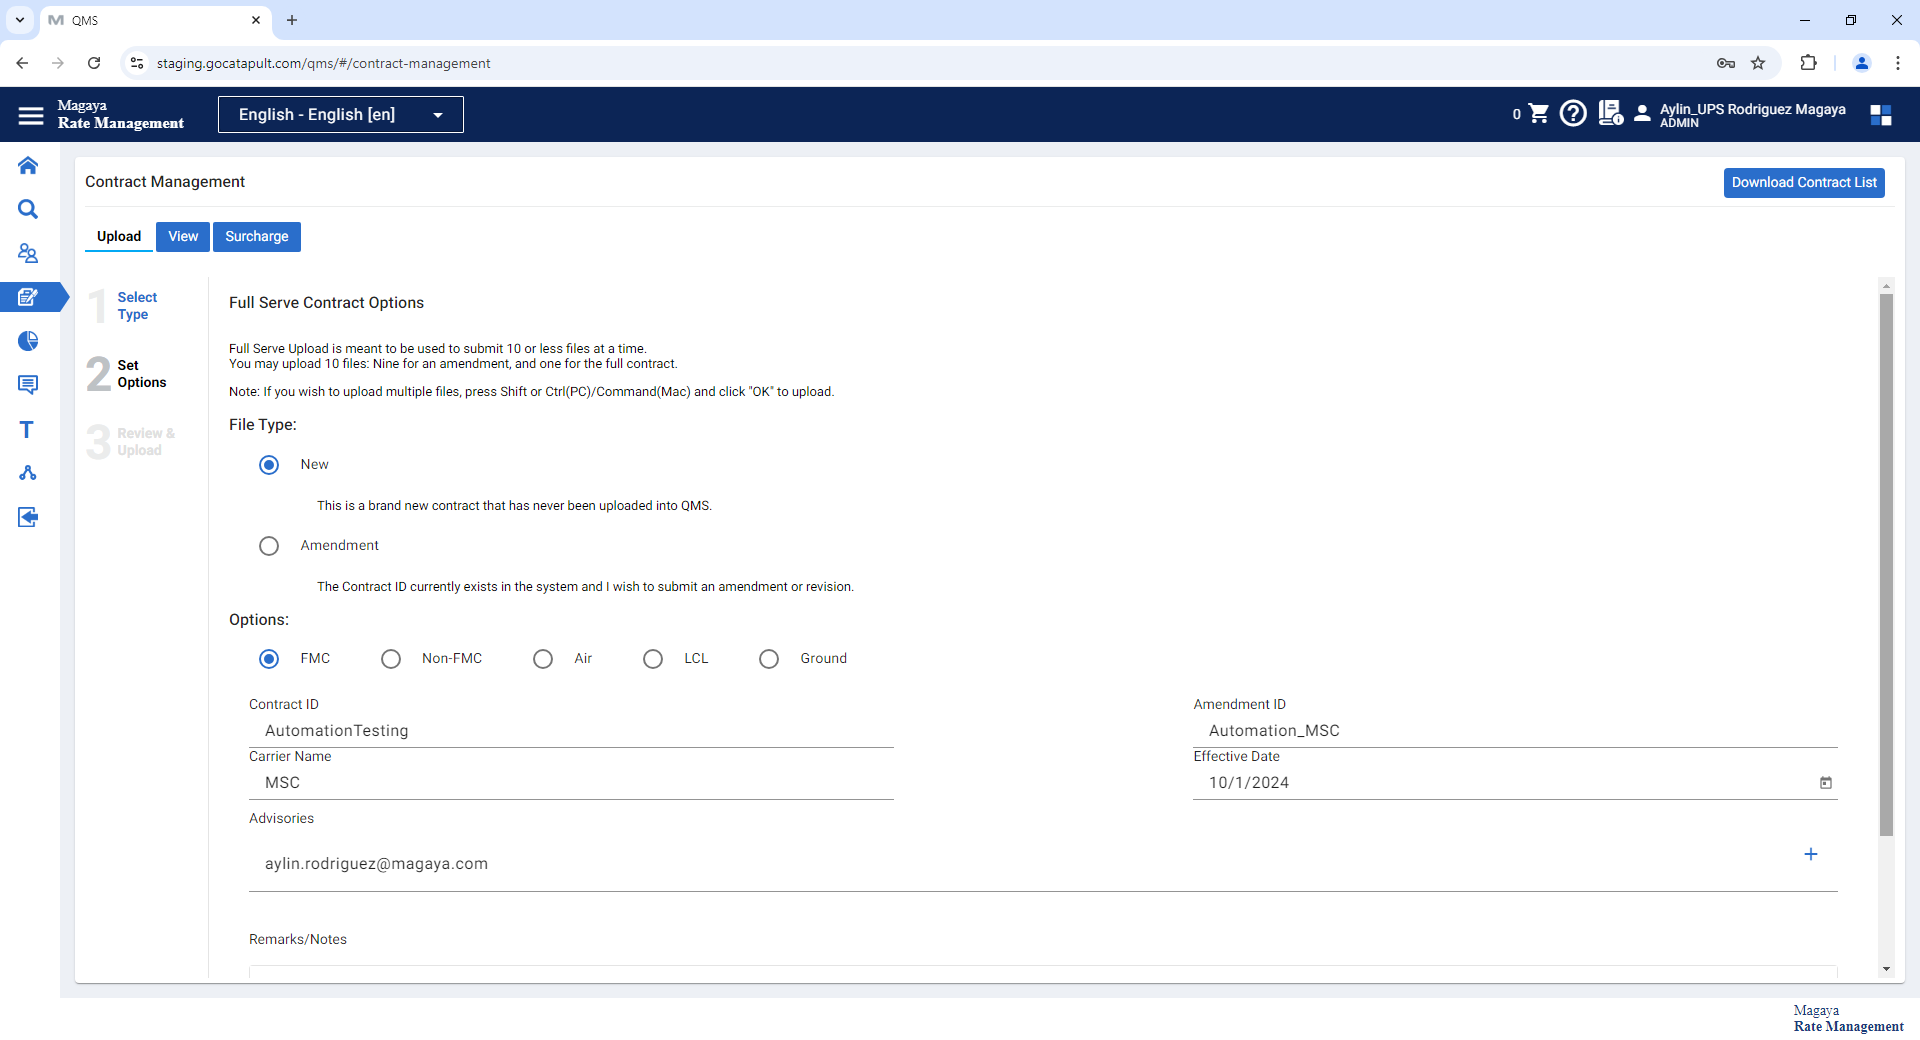 QMS
staging.gocatapult.com/qms/#/contract-management
Magaya
Rate Management
English - English [en]
0
Aylin_UPS Rodriguez Magaya
ADMIN
Contract Management
Download Contract List
Upload
View
Surcharge
1
Select
Type
2
Set
Options
3
Review &
Upload
Full Serve Contract Options
Full Serve Upload is meant to be used to submit 10 or less files at a time.
You may upload 10 files: Nine for an amendment, and one for the full contract.
Note: If you wish to upload multiple files, press Shift or Ctrl(PC)/Command(Mac) and click "OK" to upload.
File Type:
New
This is a brand new contract that has never been uploaded into QMS.
Amendment
The Contract ID currently exists in the system and I wish to submit an amendment or revision.
Options:
FMC
Non-FMC
Air
LCL
Ground
Contract ID
AutomationTesting
Amendment ID
Automation_MSC
Carrier Name
MSC
Effective Date
10/1/2024
Advisories
aylin.rodriguez@magaya.com
Remarks/Notes
Magaya
Rate Management